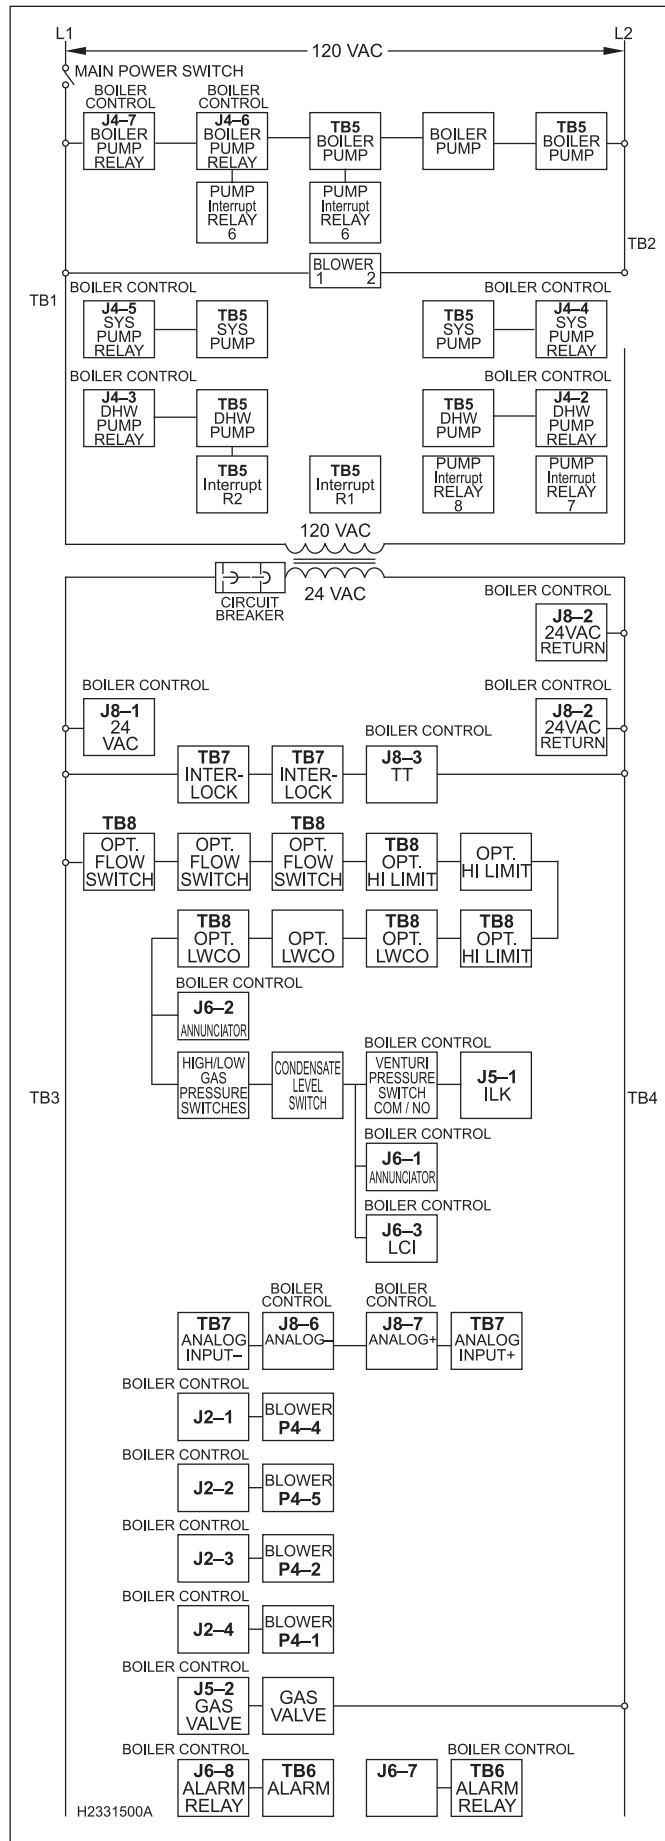 L1
L2
120 VAC
MAIN POWER SWITCH
BOILER
CONTROL
J4–7
BOILER
PUMP
RELAY
BOILER
CONTROL
J4–6
BOILER
PUMP
RELAY
TB5
BOILER
PUMP
BOILER
PUMP
TB5
BOILER
PUMP
PUMP
Interrupt
RELAY
6
PUMP
Interrupt
RELAY
6
TB2
BLOWER
1 2
TB1
BOILER CONTROL
J4–5
SYS
PUMP
RELAY
TB5
SYS
PUMP
TB5
SYS
PUMP
BOILER CONTROL
J4–4
SYS
PUMP
RELAY
BOILER CONTROL
J4–3
DHW
PUMP
RELAY
TB5
DHW
PUMP
TB5
DHW
PUMP
BOILER CONTROL
J4–2
DHW
PUMP
RELAY
TB5
Interrupt
R2
TB5
Interrupt
R1
PUMP
Interrupt
RELAY
8
PUMP
Interrupt
RELAY
7
120 VAC
24 VAC
CIRCUIT
BREAKER
BOILER CONTROL
J8–2
24VAC
RETURN
BOILER CONTROL
J8–1
24
VAC
BOILER CONTROL
J8–2
24VAC
RETURN
TB7
INTER-
LOCK
TB7
INTER-
LOCK
BOILER CONTROL
J8–3
TT
TB8
OPT.
FLOW
SWITCH
OPT.
FLOW
SWITCH
TB8
OPT.
FLOW
SWITCH
TB8
OPT.
HI LIMIT
OPT.
HI LIMIT
TB8
OPT.
LWCO
OPT.
LWCO
TB8
OPT.
LWCO
TB8
OPT.
HI LIMIT
BOILER CONTROL
J6–2
ANNUNCIATOR
HIGH/LOW
GAS
PRESSURE
SWITCHES
CONDENSATE
LEVEL
SWITCH
BOILER CONTROL
VENTURI
PRESSURE
SWITCH
COM / NO
J5–1
ILK
TB3
TB4
BOILER CONTROL
J6–1
ANNUNCIATOR
BOILER CONTROL
J6–3
LCI
TB7
ANALOG
INPUT–
BOILER
CONTROL
J8–6
ANALOG–
BOILER
CONTROL
J8–7
ANALOG+
TB7
ANALOG
INPUT+
BOILER CONTROL
J2–1
BLOWER
P4–4
BOILER CONTROL
J2–2
BLOWER
P4–5
BOILER CONTROL
J2–3
BLOWER
P4–2
BOILER CONTROL
J2–4
BLOWER
P4–1
BOILER CONTROL
J5–2
GAS
VALVE
GAS
VALVE
BOILER CONTROL
J6–8
ALARM
RELAY
TB6
ALARM
J6–7
BOILER CONTROL
TB6
ALARM
RELAY
H2331500A